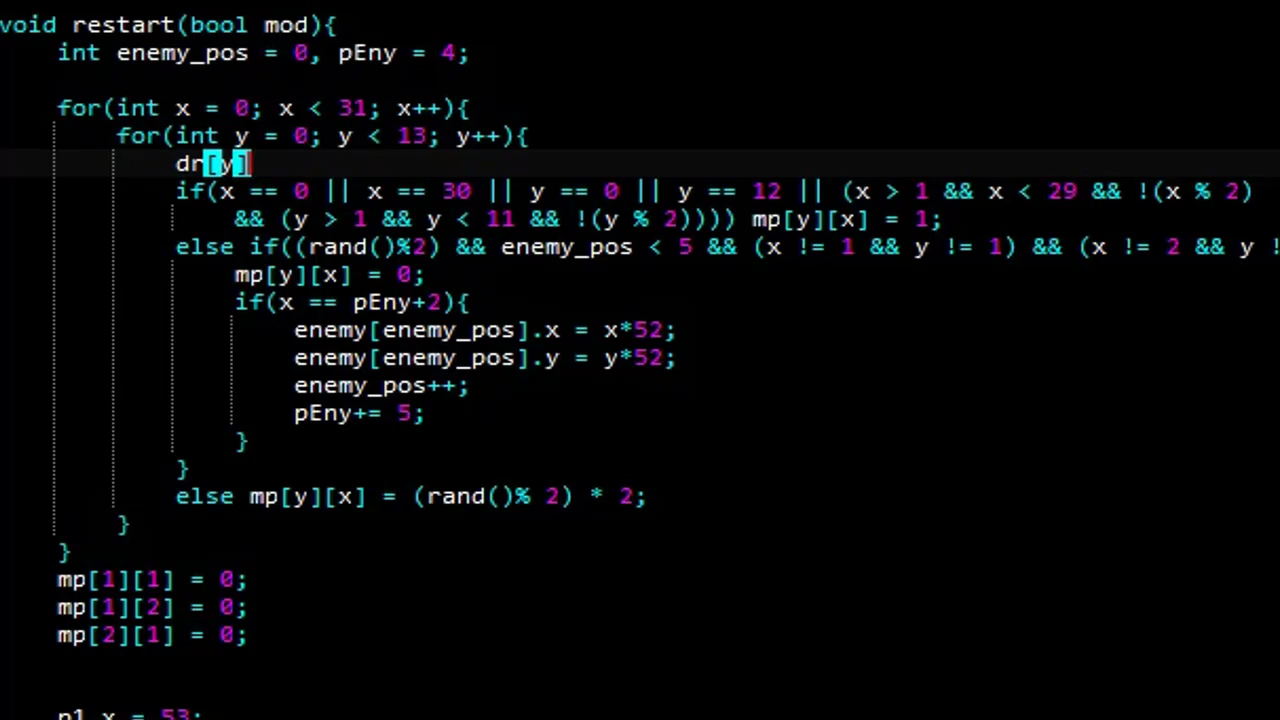 void restart(bool mod){
    int enemy_pos = 0, pEny = 4;

    for(int x = 0; x < 31; x++){
        for(int y = 0; y < 13; y++){
            dr[y]
            if(x == 0 || x == 30 || y == 0 || y == 12 || (x > 1 && x < 29 && !(x % 2)
                && (y > 1 && y < 11 && !(y % 2)))) mp[y][x] = 1;
            else if((rand()%2) && enemy_pos < 5 && (x != 1 && y != 1) && (x != 2 && y !
                mp[y][x] = 0;
                if(x == pEny+2){
                    enemy[enemy_pos].x = x*52;
                    enemy[enemy_pos].y = y*52;
                    enemy_pos++;
                    pEny+= 5;
                }
            }
            else mp[y][x] = (rand()% 2) * 2;
        }
    }
    mp[1][1] = 0;
    mp[1][2] = 0;
    mp[2][1] = 0;

    p1.x = 53;